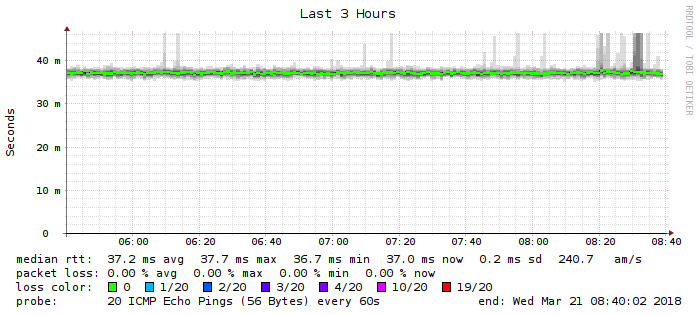 Last 3 Hours
RRDTOOL / TOBI OETIKER
Seconds
40 m
30 m
20 m
10 m
0
06:00 06:20 06:40 07:00 07:20 07:40 08:00 08:20 08:40
median rtt: 37.2 ms avg 37.7 ms max 36.7 ms min 37.0 ms now 0.2 ms sd 240.7 am/s
packet loss: 0.00 % avg 0.00 % max 0.00 % min 0.00 % now
loss color: 0 1/20 2/20 3/20 4/20 10/20 19/20
probe: 20 ICMP Echo Pings (56 Bytes) every 60s end: Wed Mar 21 08:40:02 2018